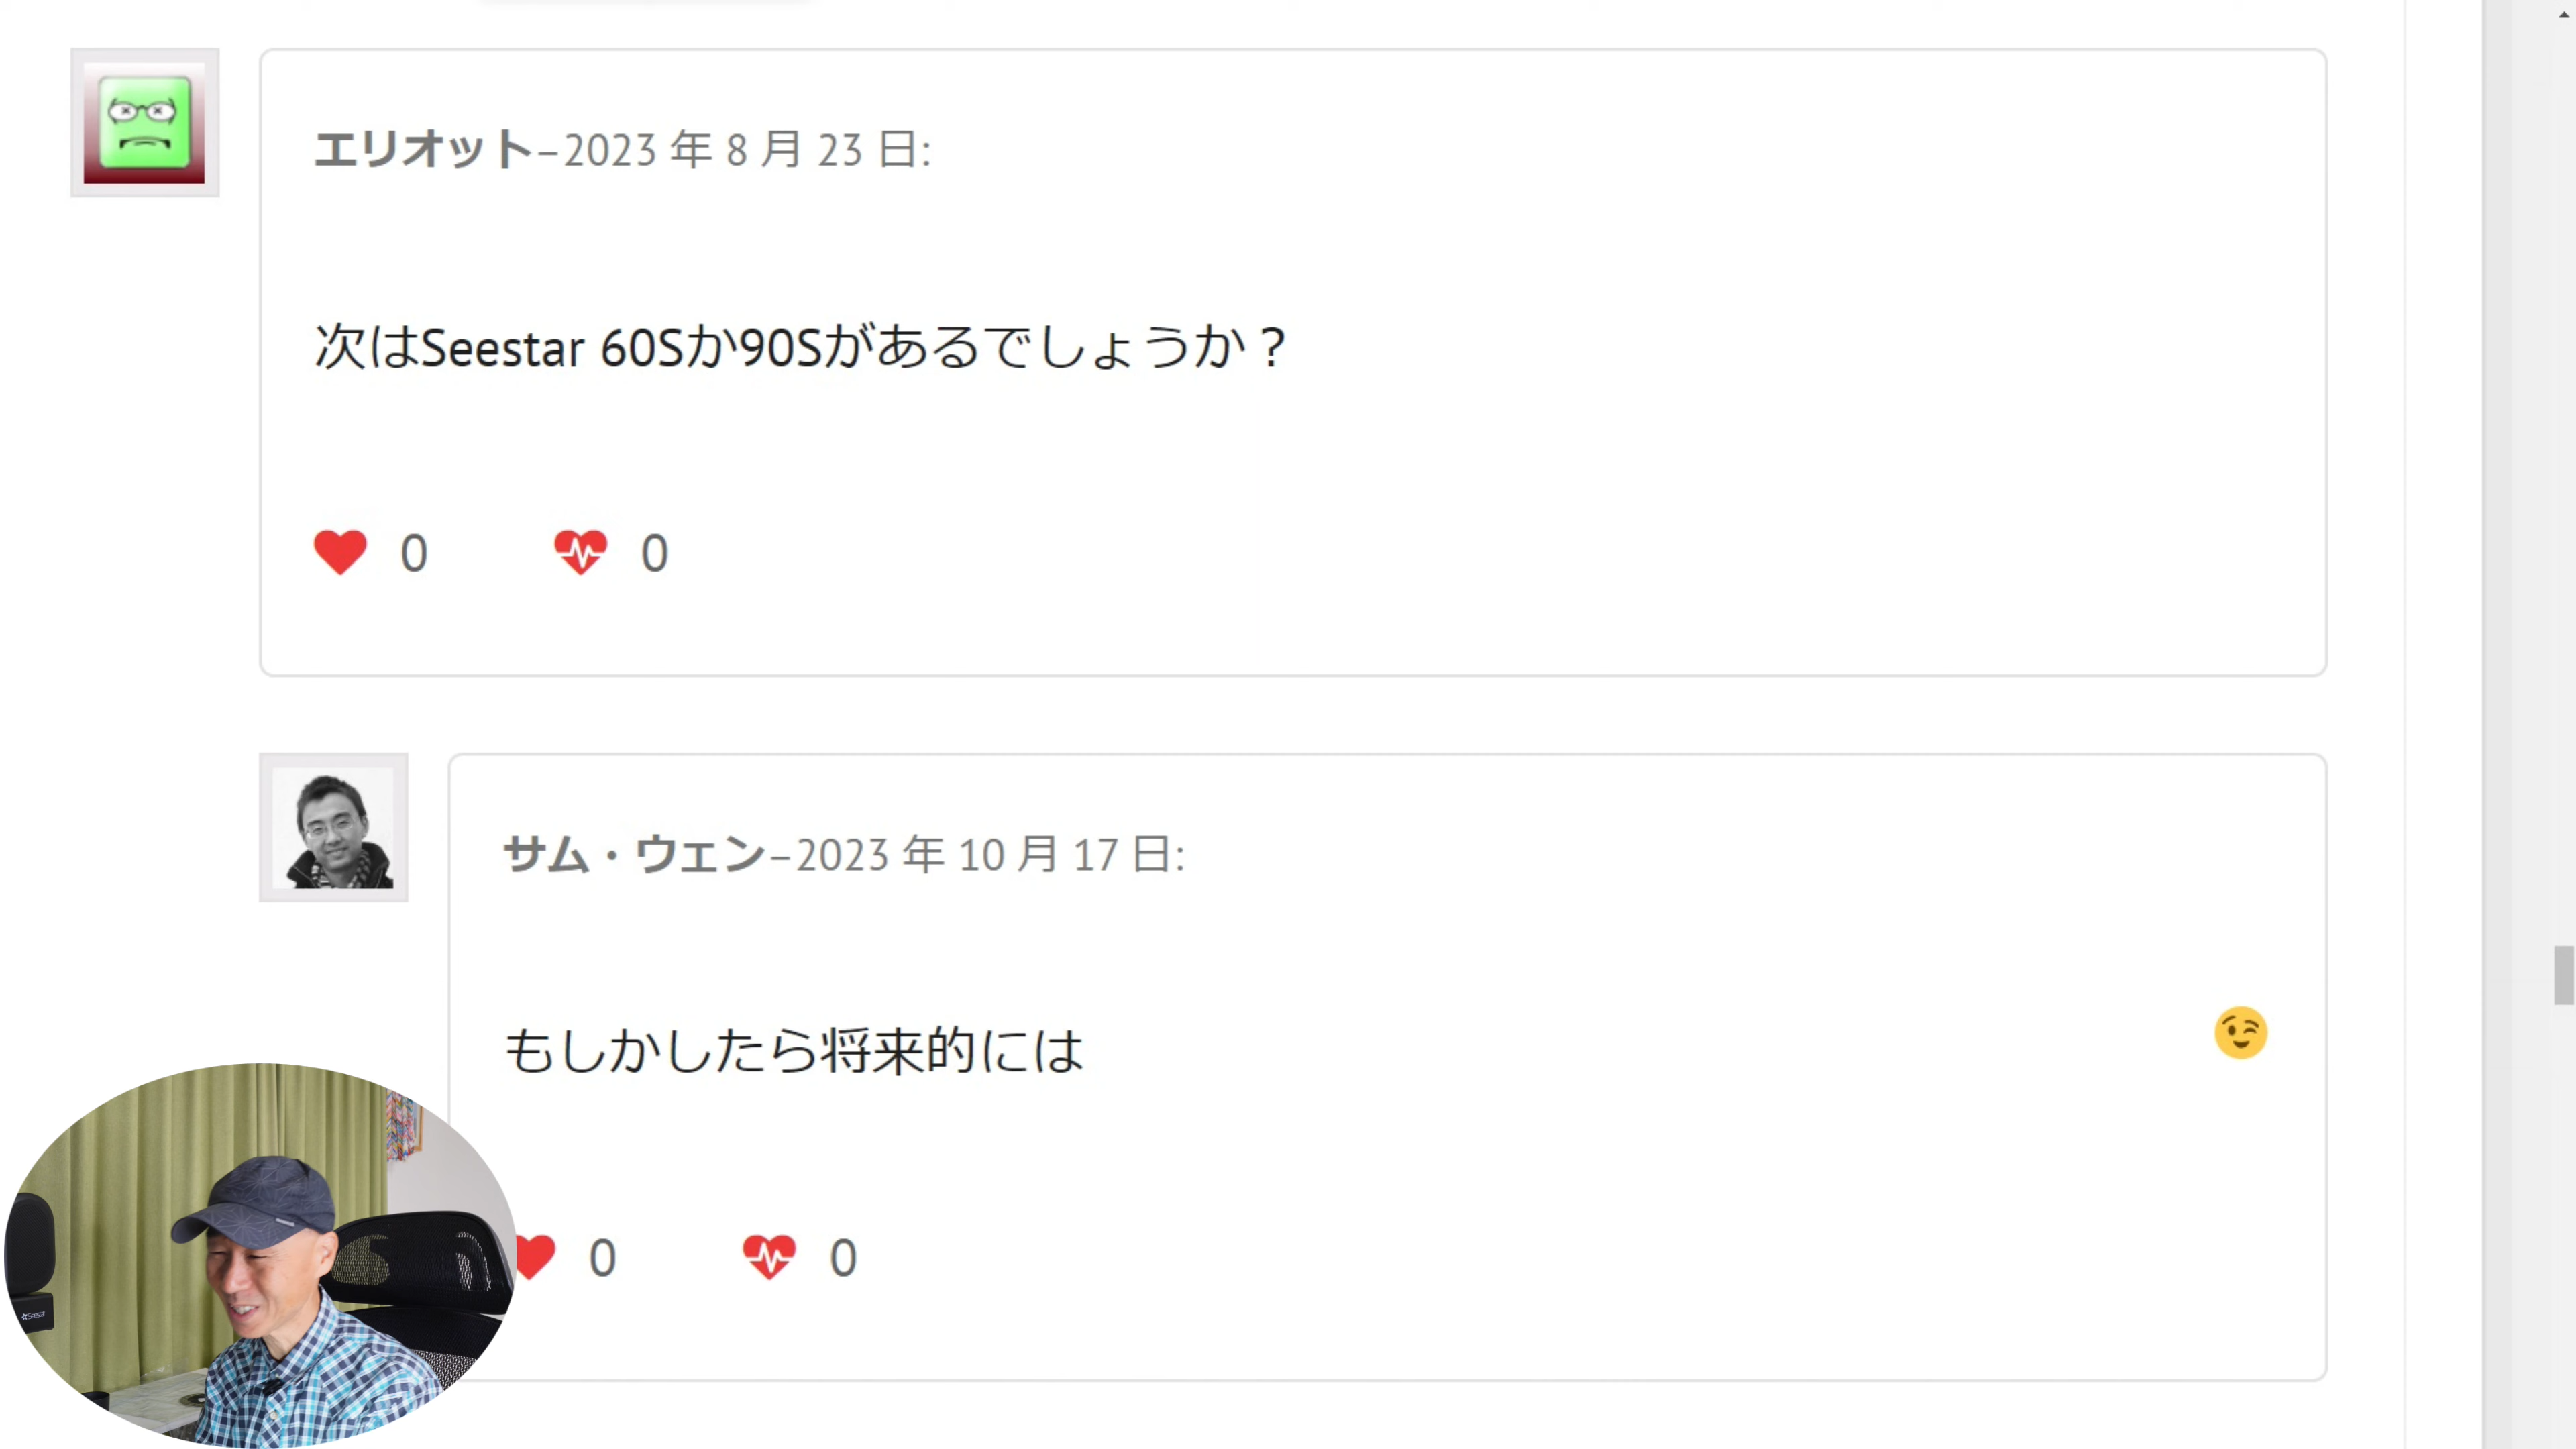 エリオット–2023 年 8 月 23 日:
次はSeestar 60Sか90Sがあるでしょうか？
0 0
サム・ウェン–2023 年 10 月 17 日:
もしかしたら将来的には
0 0
Seestar